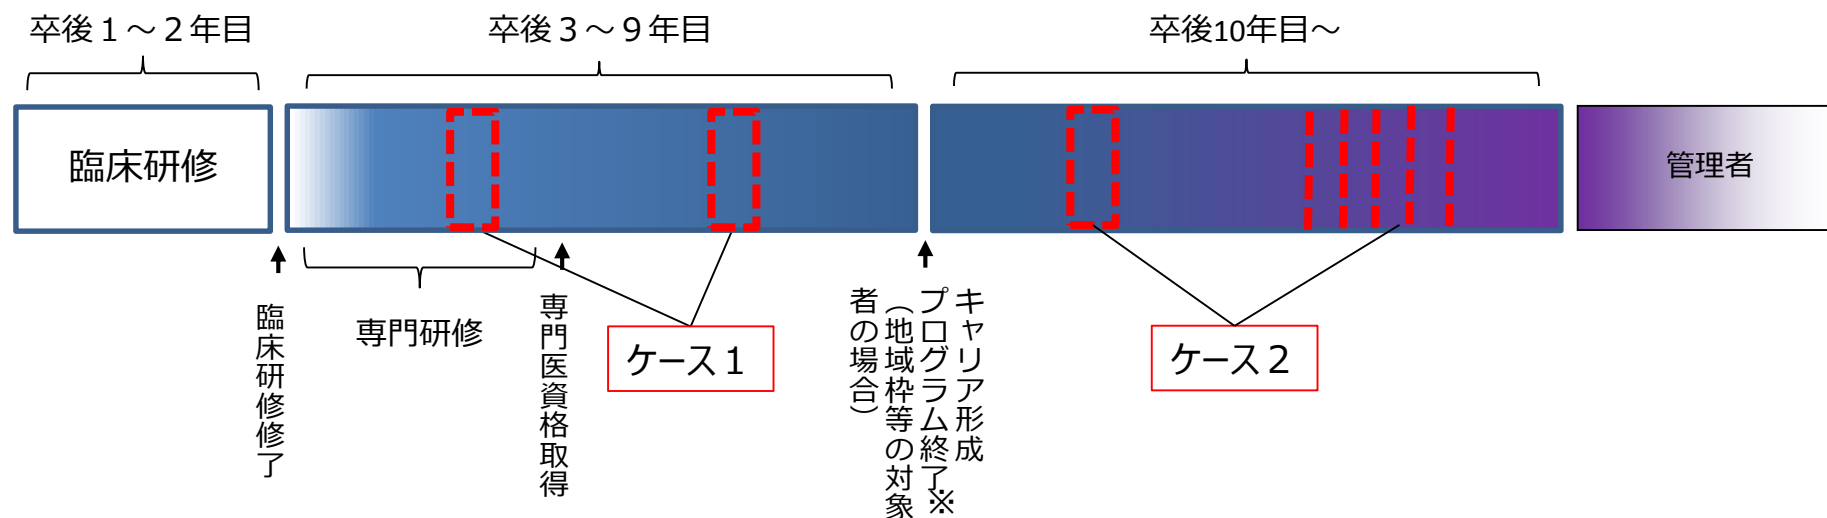 卒後１～２年目
卒後３～９年目
卒後10年目～
臨床研修
管理者
臨床研修修了
専門研修
専門医資格取得
ケース１
キャリア形成
プログラム終了※
（地域枠等の対象
者の場合）
ケース２